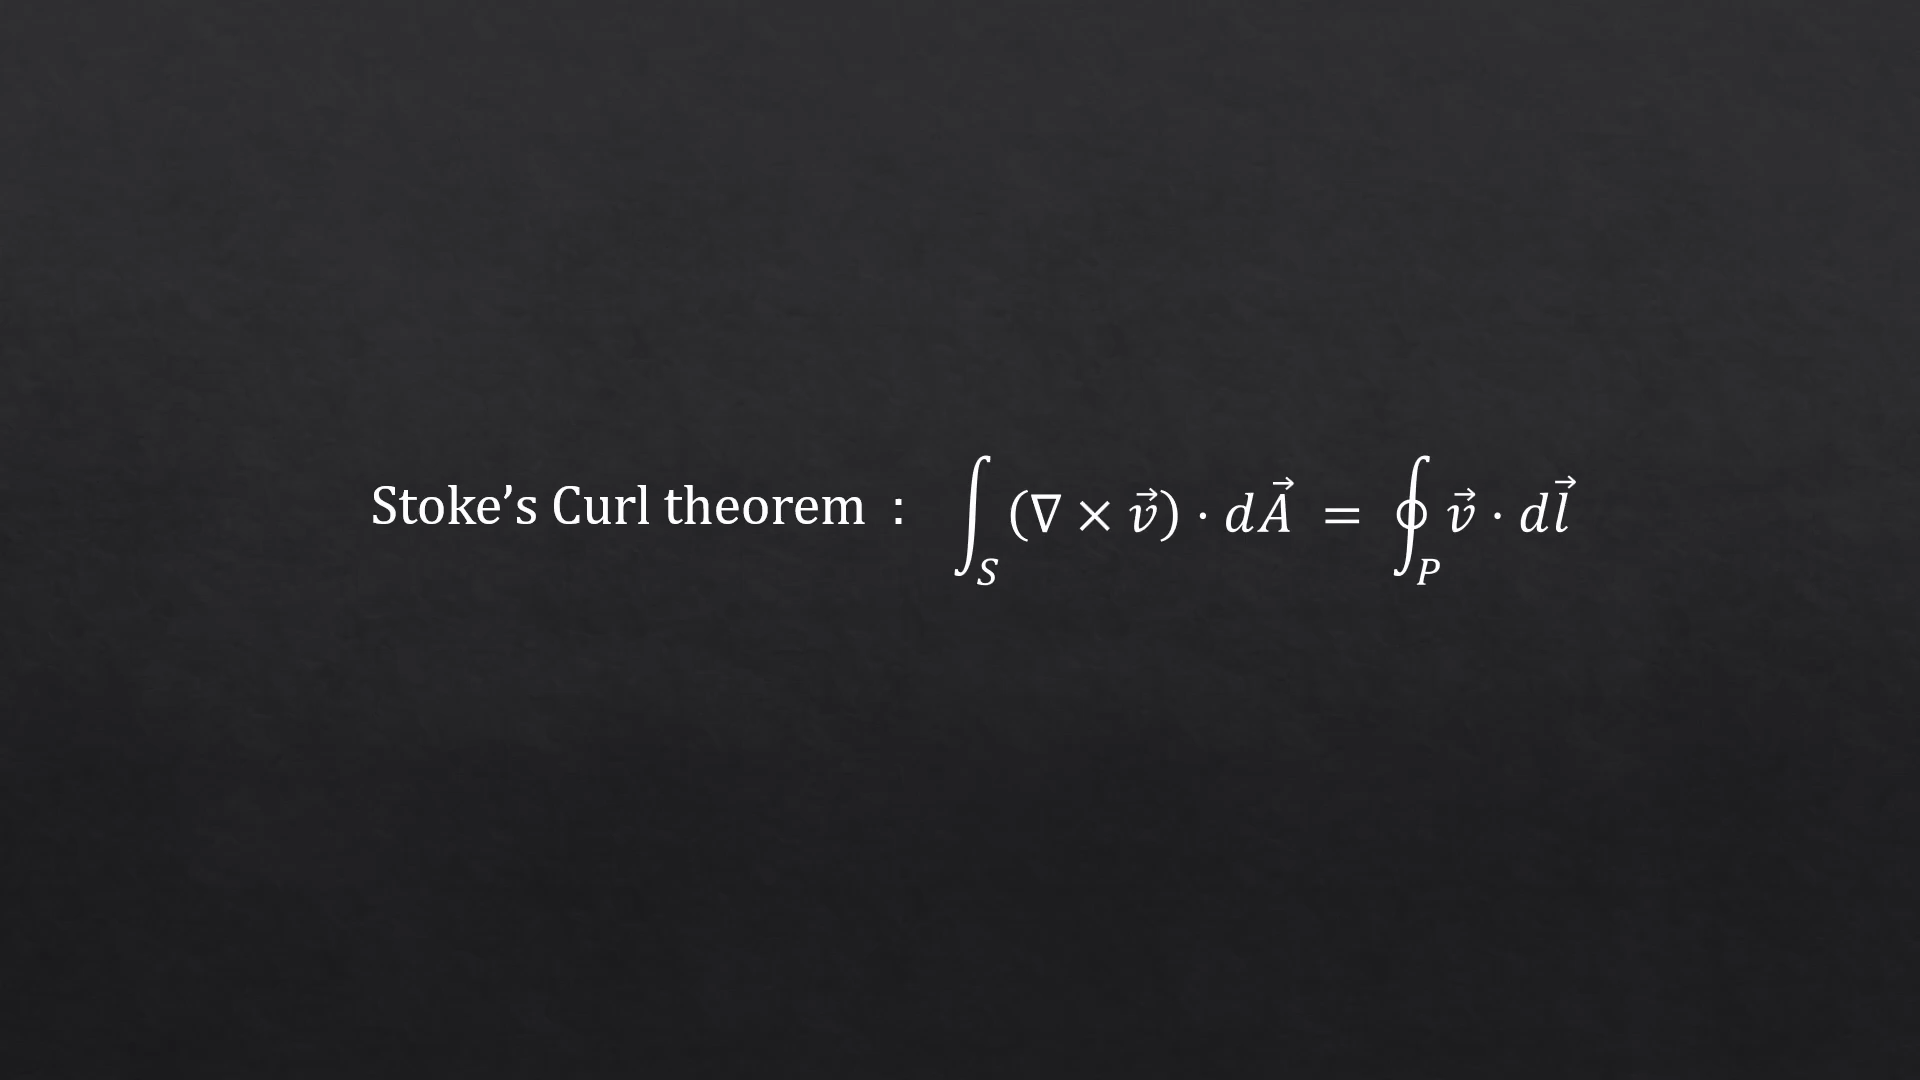 Stoke’s Curl theorem : ∫_S (∇ × v⃗) · dA⃗ = ∮_P v⃗ · dl⃗